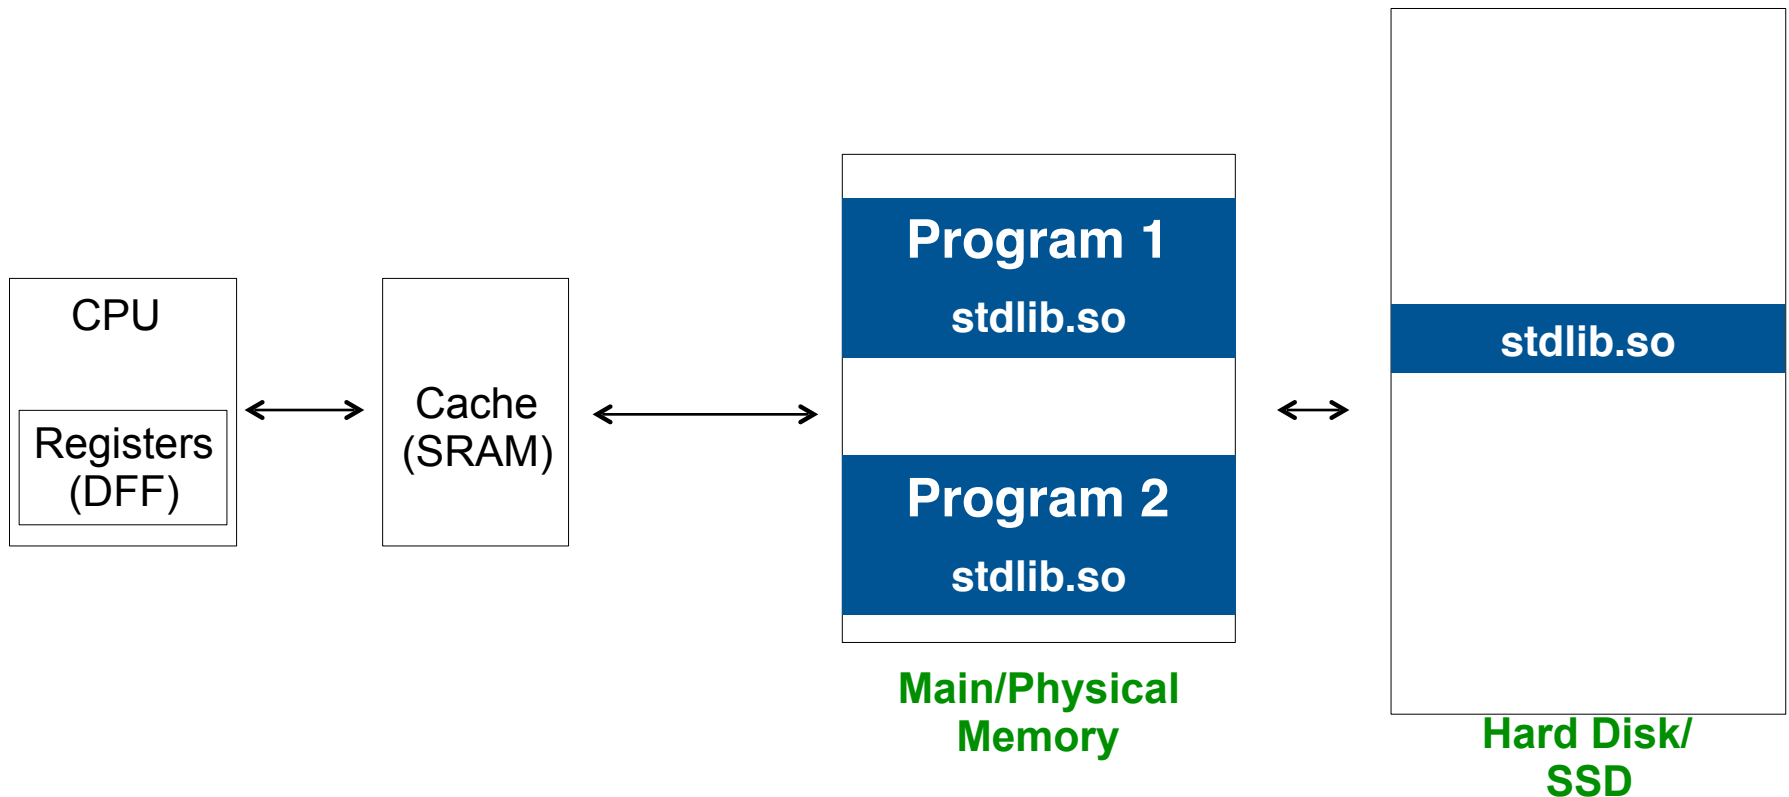 CPU
Registers
(DFF)
Cache
(SRAM)
Program 1
stdlib.so
Program 2
stdlib.so
Main/Physical
Memory
stdlib.so
Hard Disk/
SSD